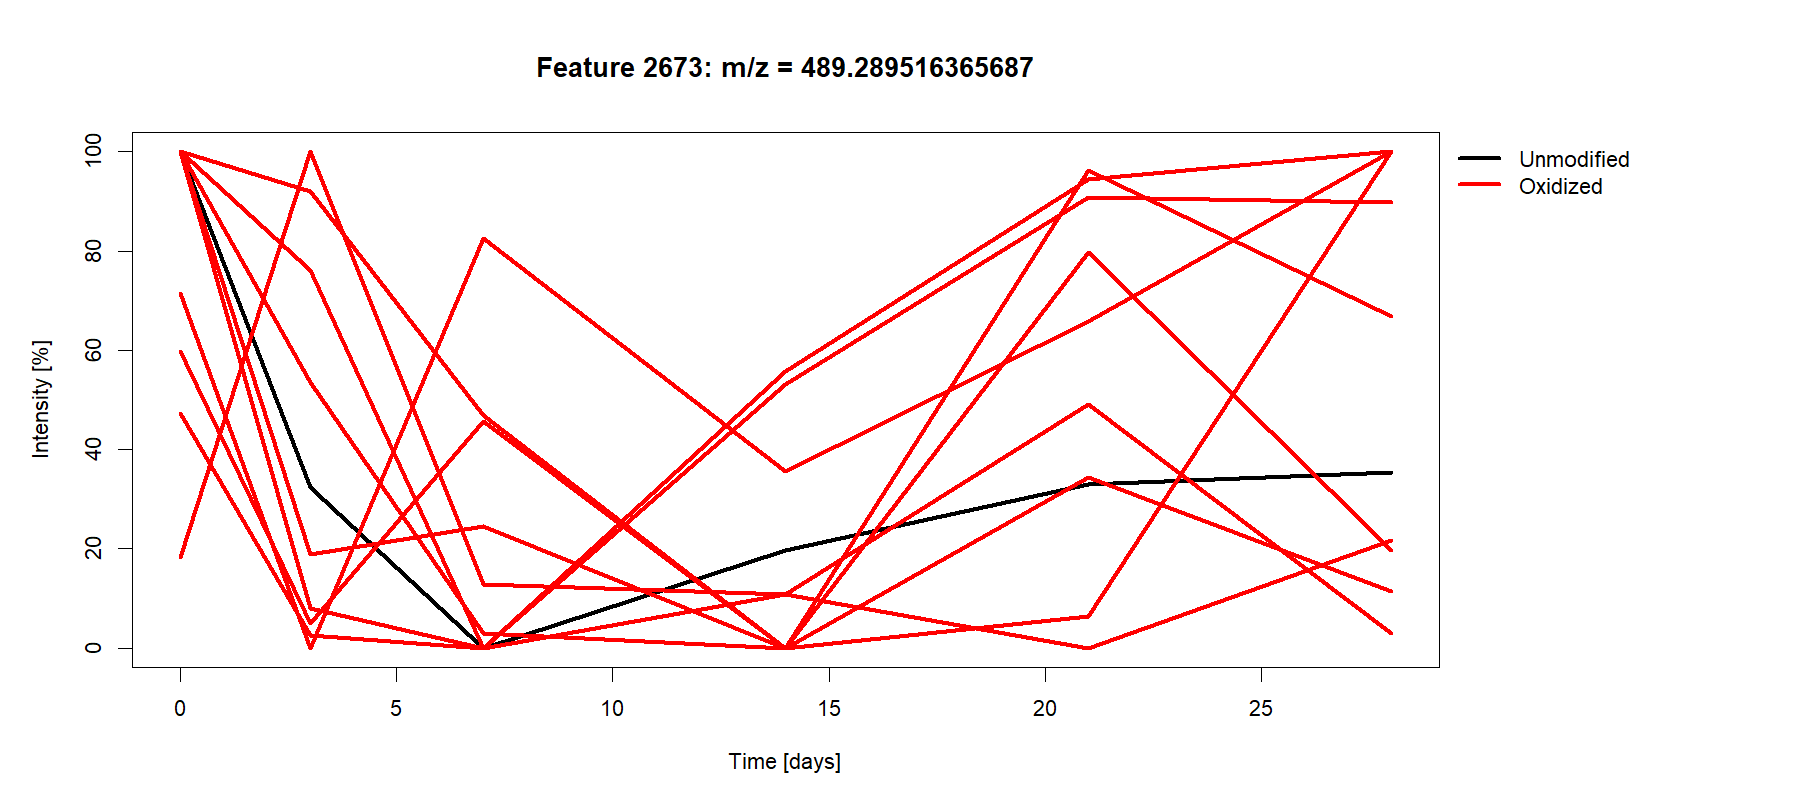 Feature 2673: m/z = 489.289516365687
100
80
60
40
20
0
Intensity [%]
0 5 10 15 20 25
Time [days]
Unmodified
Oxidized